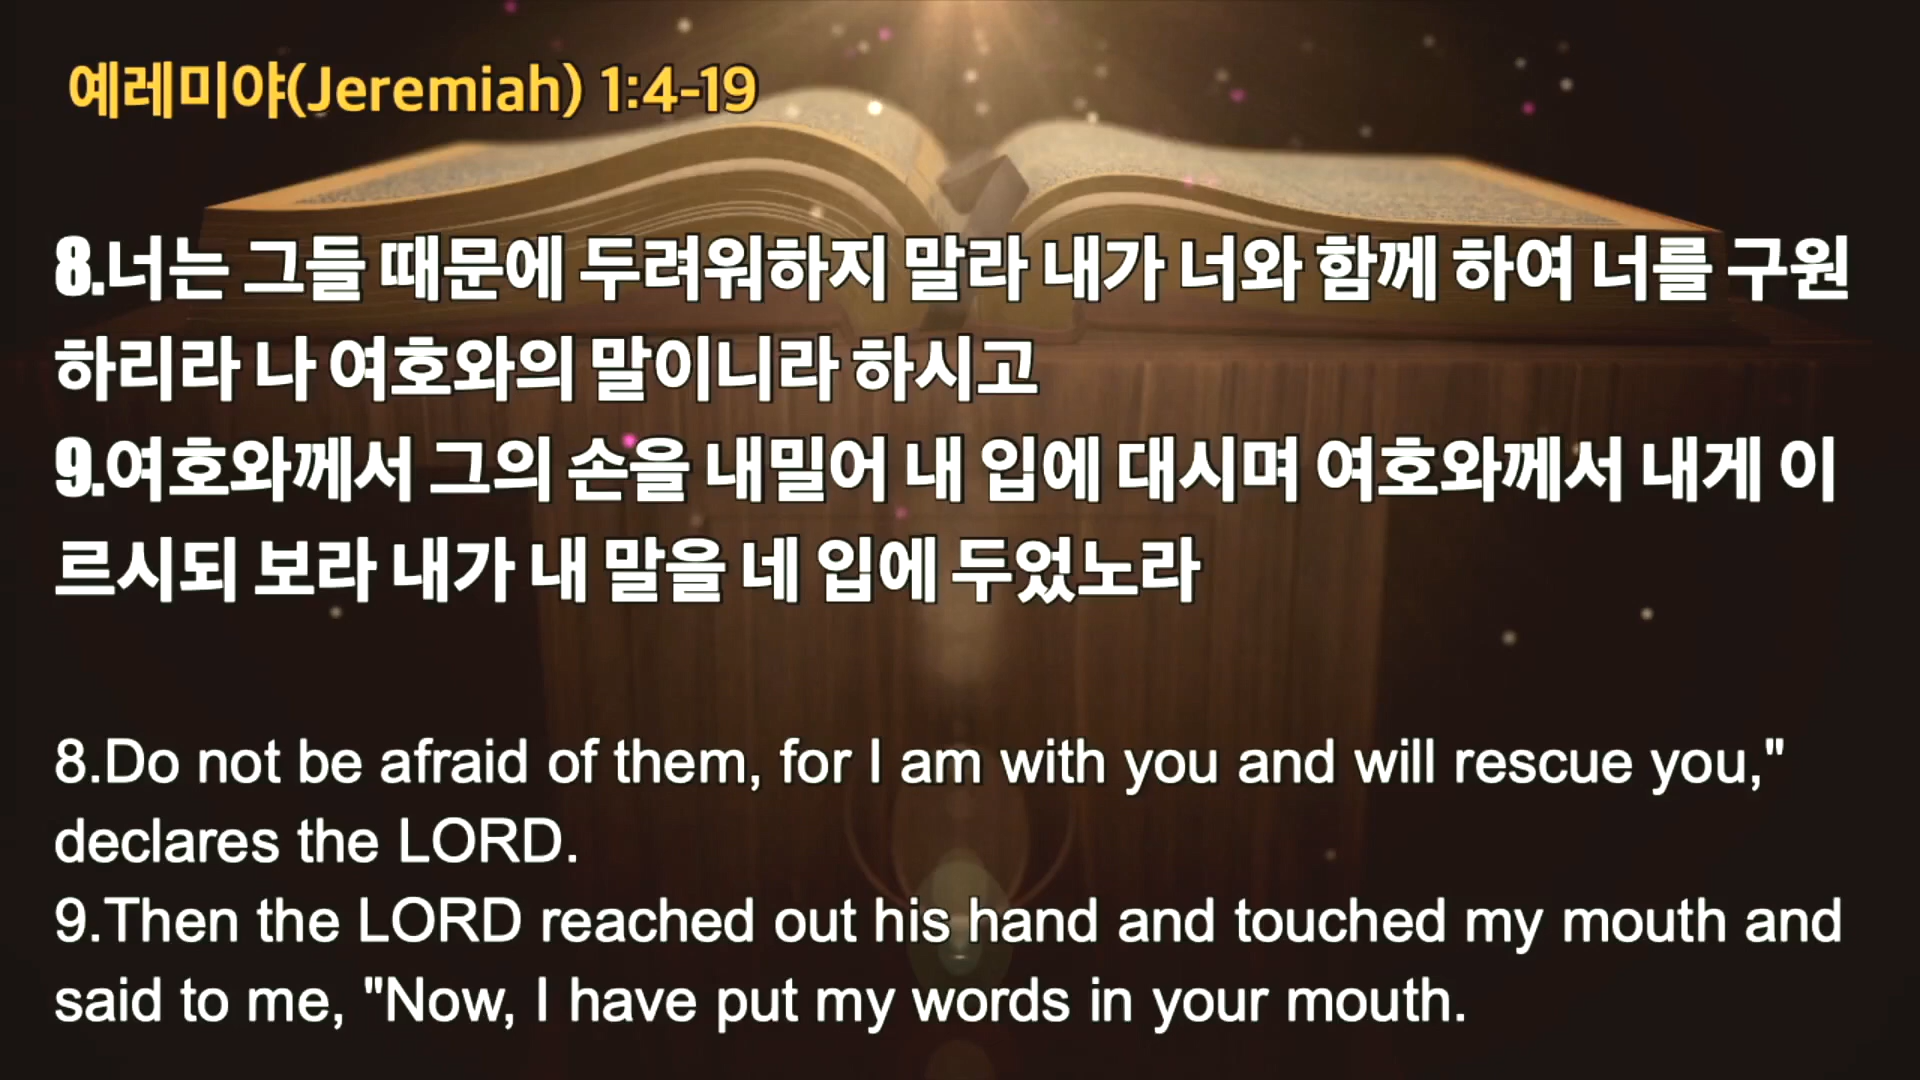 예레미야(Jeremiah) 1:4-19
8.너는 그들 때문에 두려워하지 말라 내가 너와 함께 하여 너를 구원
하리라 나 여호와의 말이니라 하시고
9.여호와께서 그의 손을 내밀어 내 입에 대시며 여호와께서 내게 이
르시되 보라 내가 내 말을 네 입에 두었노라
8.Do not be afraid of them, for I am with you and will rescue you,"
declares the LORD.
9.Then the LORD reached out his hand and touched my mouth and
said to me, "Now, I have put my words in your mouth.